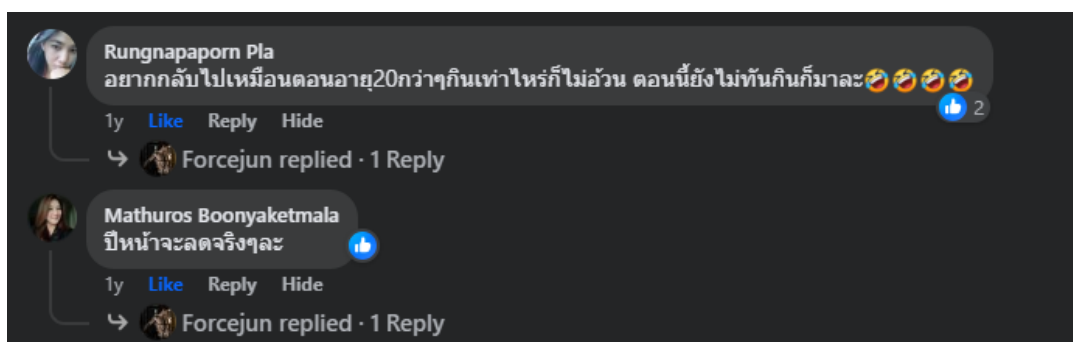 Rungnapaporn Pla
อยากกลับไปเหมือนตอนอายุ20กว่าๆกินเท่าไหร่ก็ไม่อ้วน ตอนนี้ยังไม่ทันกินก็มาละ🤣🤣🤣🤣
2
1y Like Reply Hide
Forcejun replied · 1 Reply
Mathuros Boonyaketmala
ปีหน้าจะลดจริงๆละ
1y Like Reply Hide
Forcejun replied · 1 Reply